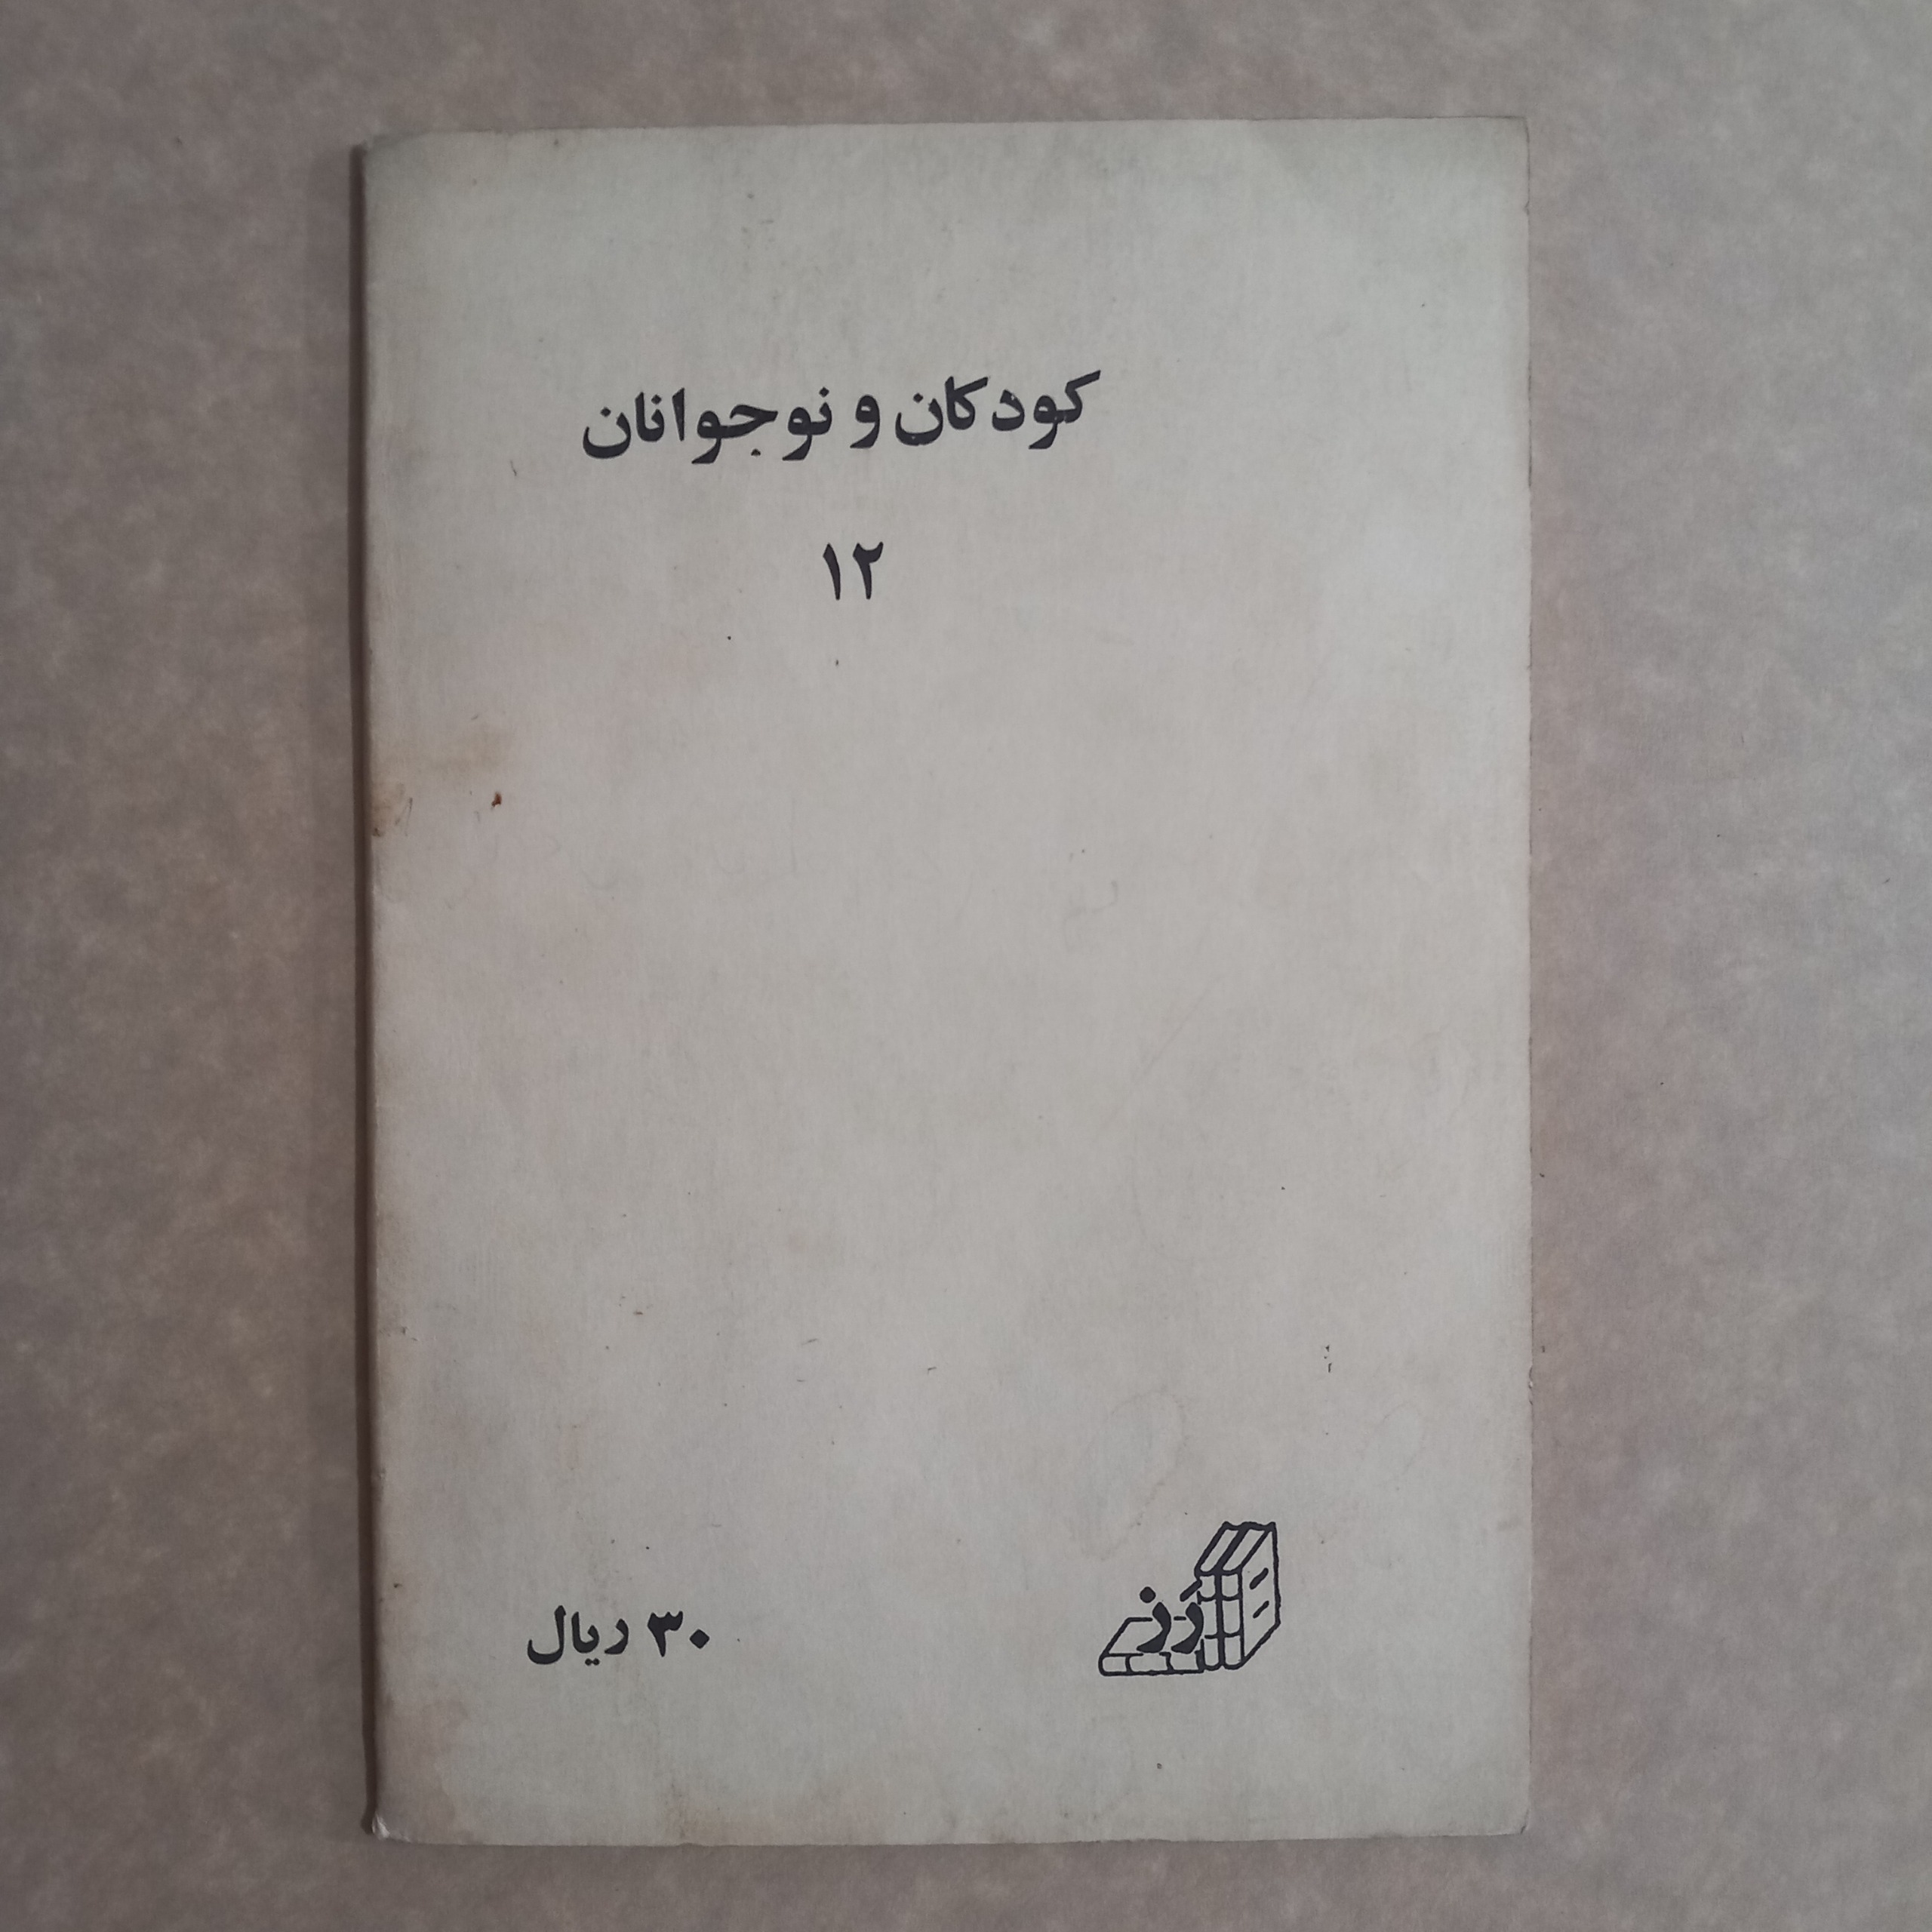 کودکان و نوجوانان
۱۲
رَز
۳۰ ریال